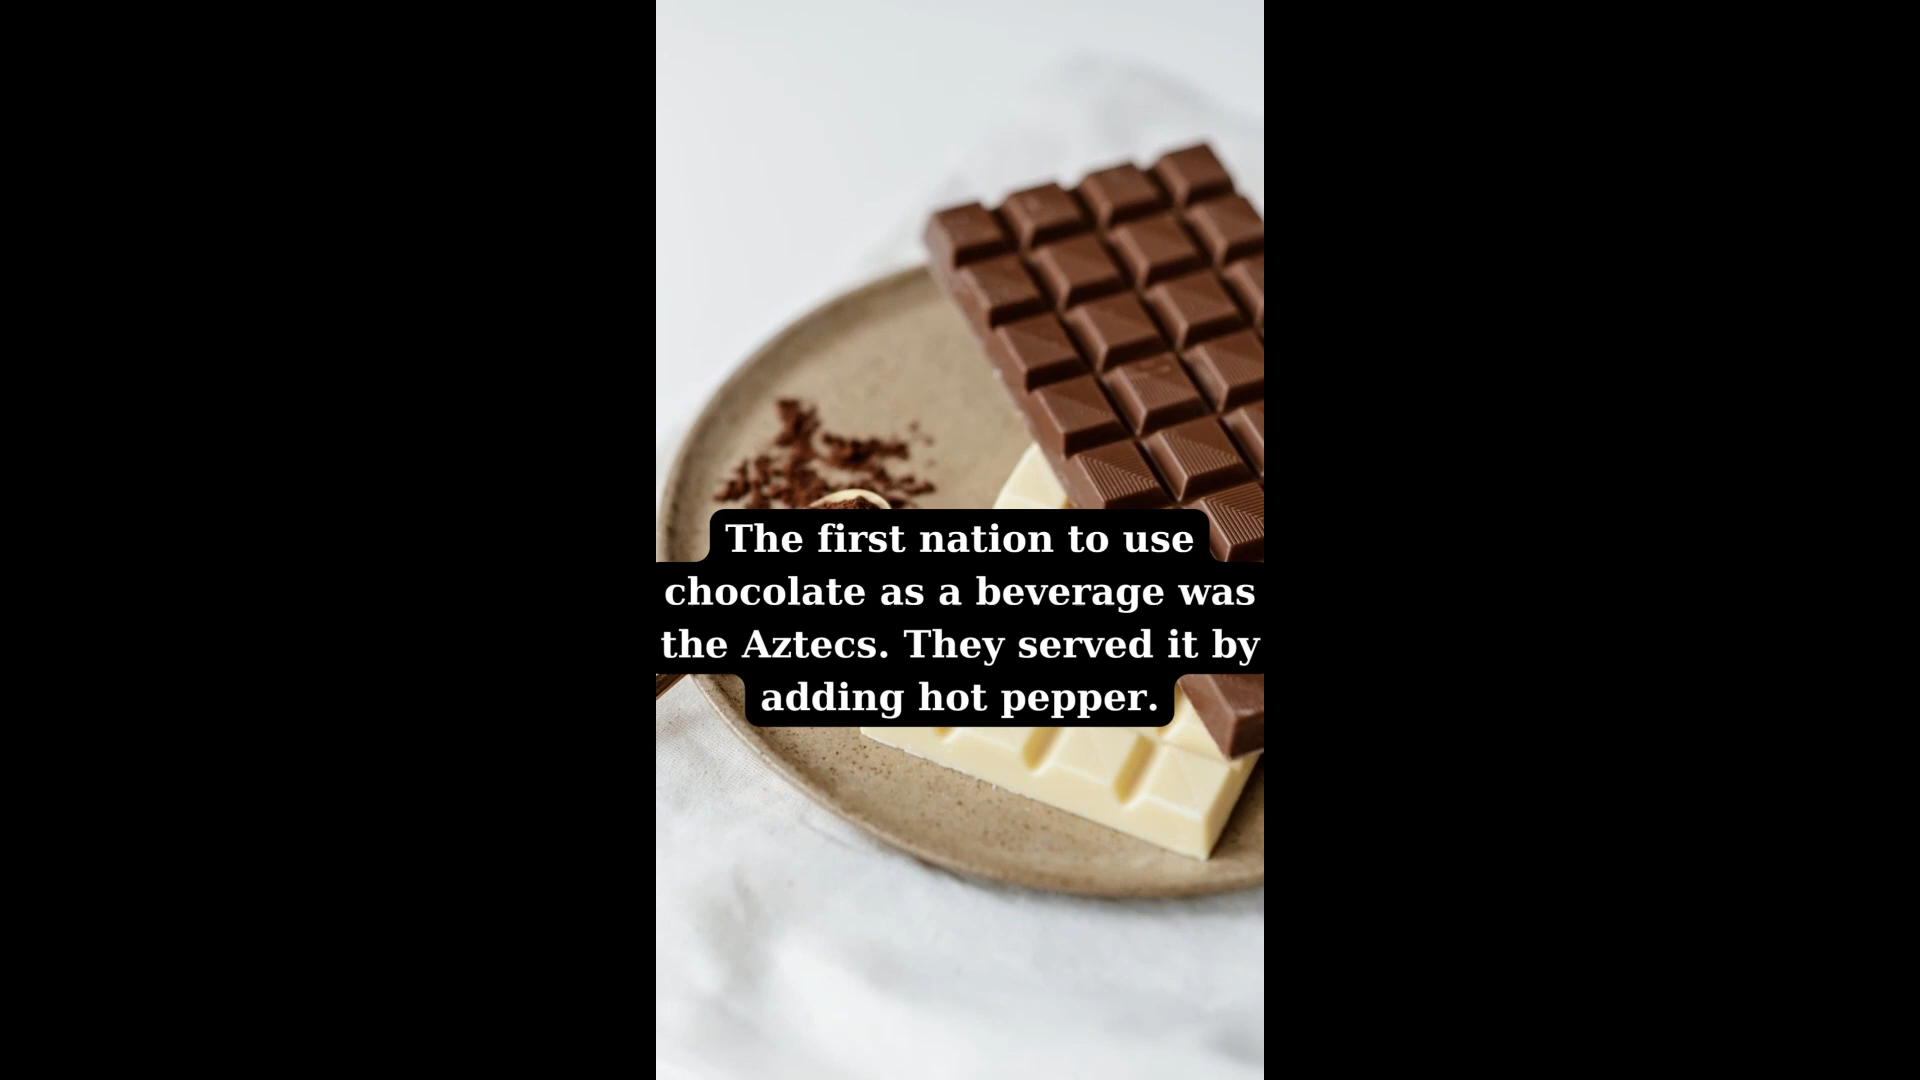 The first nation to use
chocolate as a beverage was
the Aztecs. They served it by
adding hot pepper.